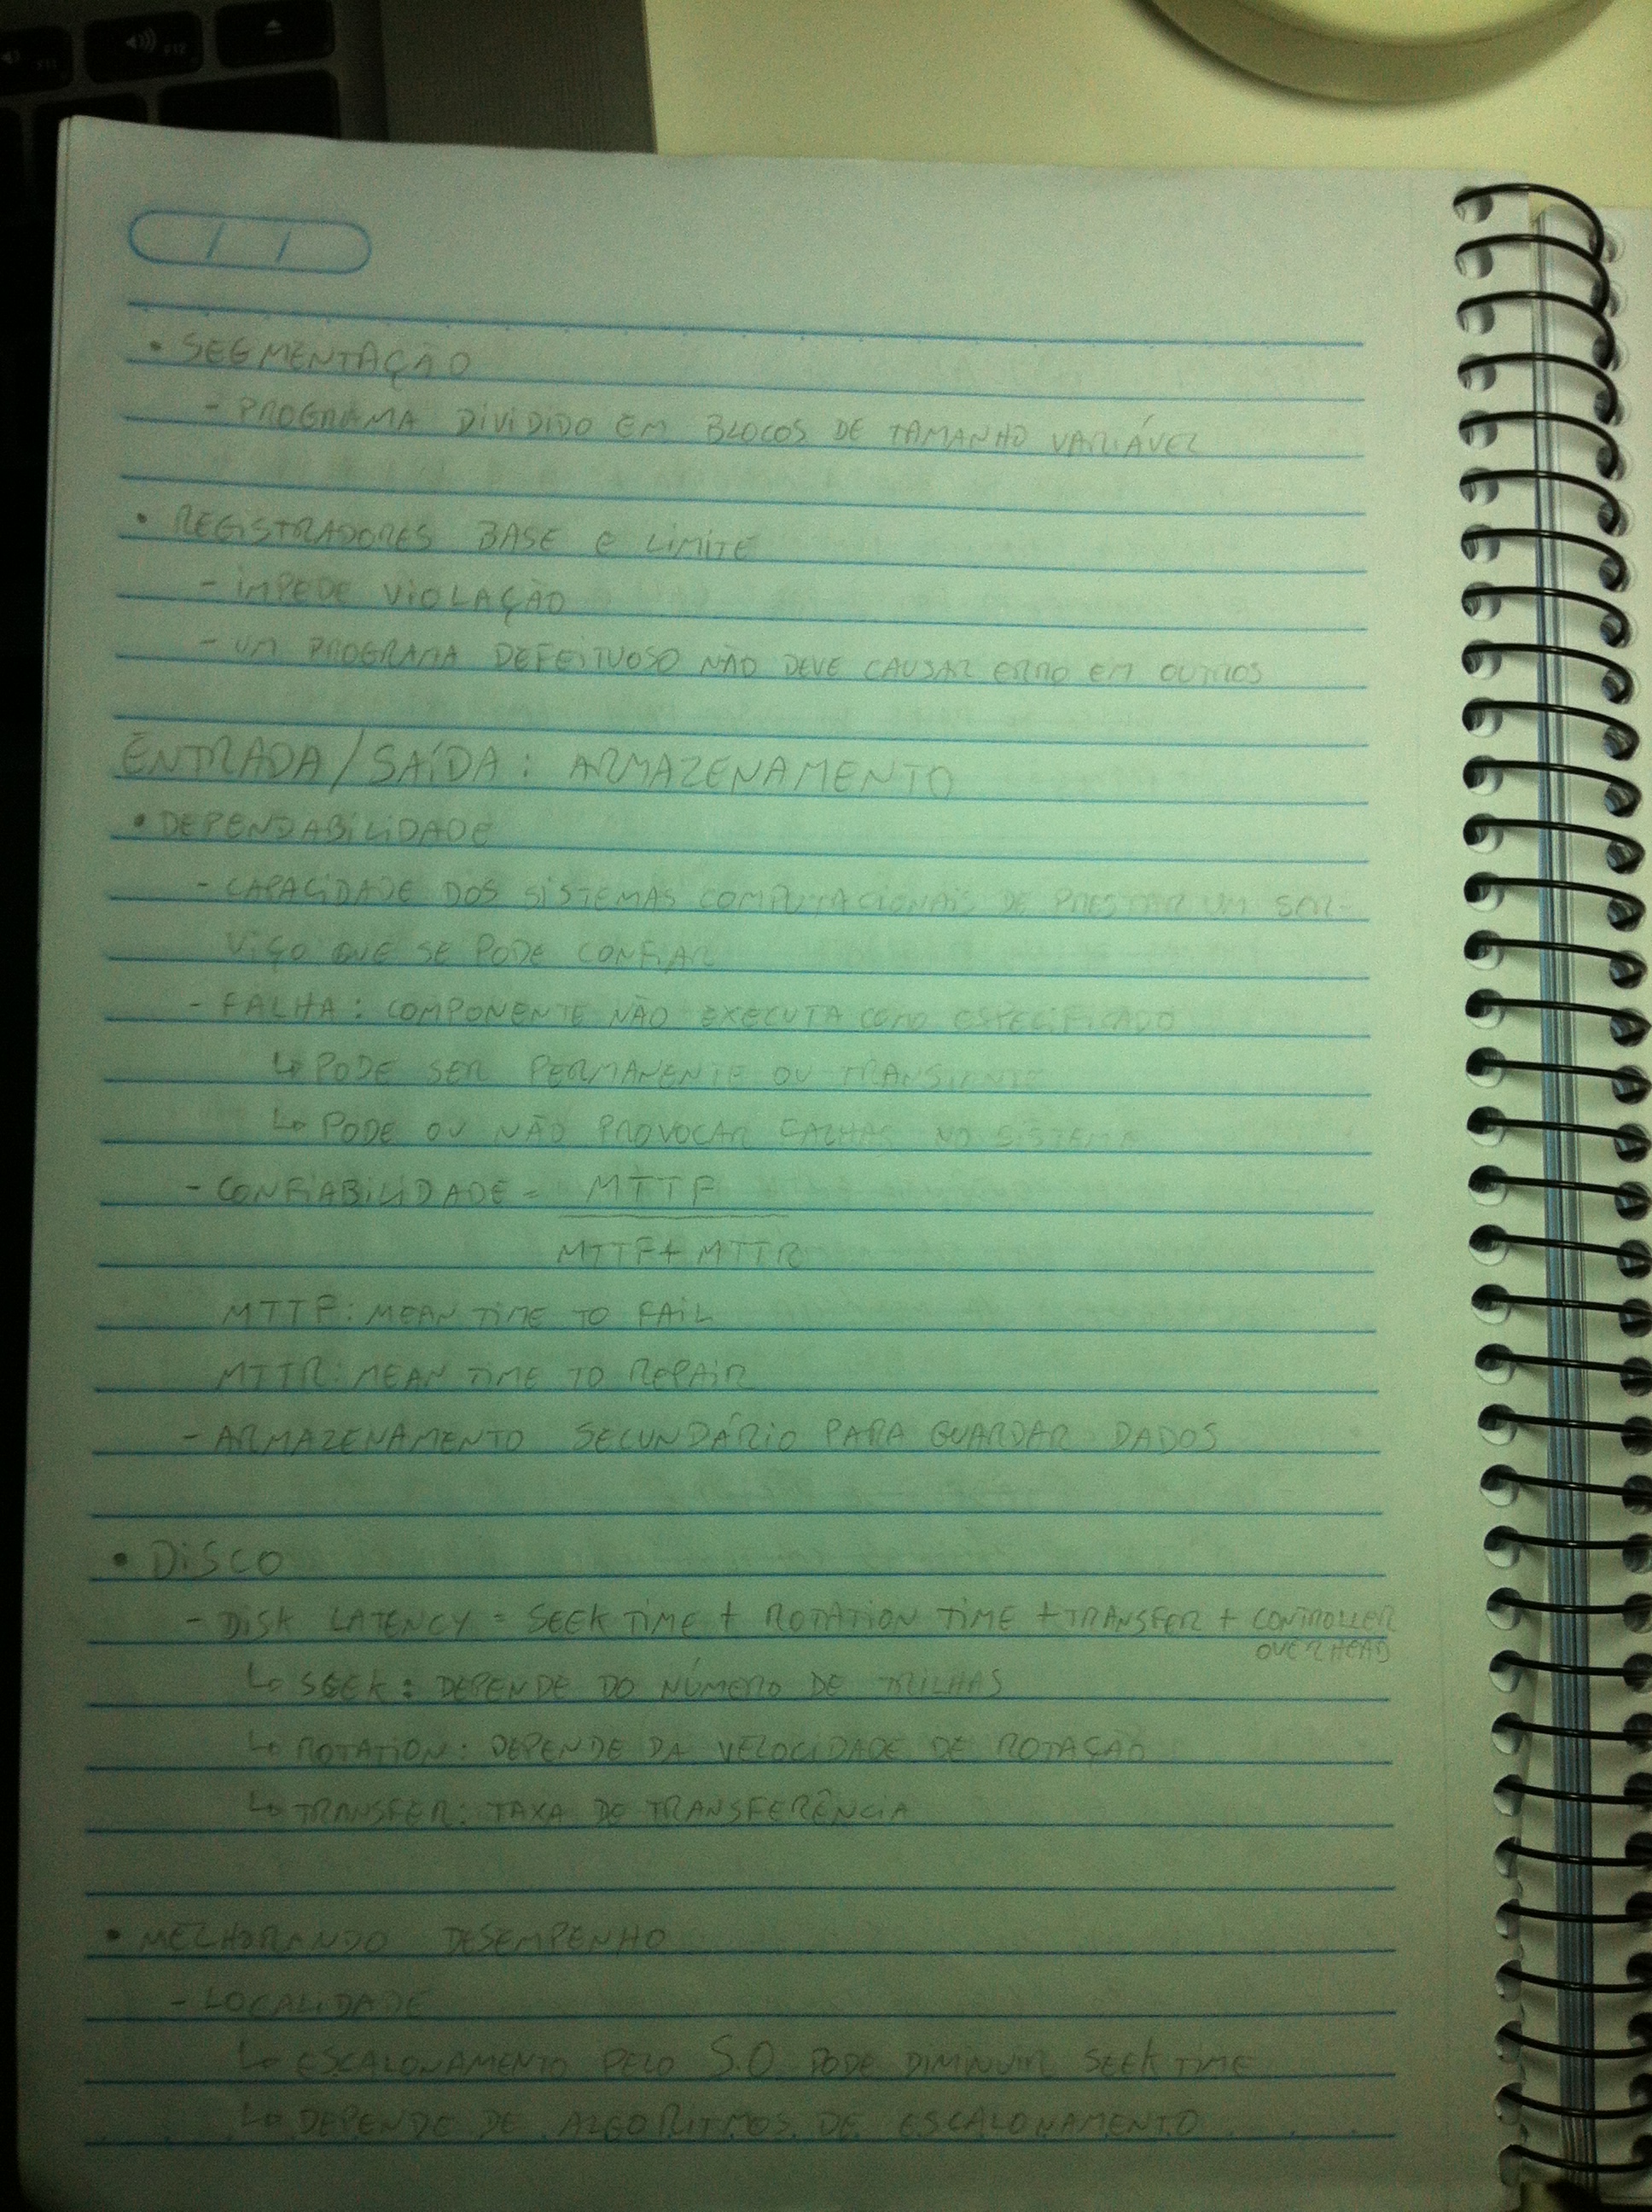 F11
F12
• SEGMENTAÇÃO
- PROGRAMA DIVIDIDO EM BLOCOS DE TAMANHO VARIÁVEL
• REGISTRADORES BASE E LIMITE
- IMPEDE VIOLAÇÃO
- UM PROGRAMA DEFEITUOSO NÃO DEVE CAUSAR ERRO EM OUTROS
ENTRADA/SAÍDA: ARMAZENAMENTO
• DEPENDABILIDADE
- CAPACIDADE DOS SISTEMAS COMPUTACIONAIS DE PRESTAR UM SER-
VIÇO QUE SE PODE CONFIAR
- FALHA: COMPONENTE NÃO EXECUTA COMO ESPECIFICADO
↳ PODE SER PERMANENTE OU TRANSIENTE
↳ PODE OU NÃO PROVOCAR FALHAS NO SISTEMA
- CONFIABILIDADE = MTTF
MTTF + MTTR
MTTF: MEAN TIME TO FAIL
MTTR: MEAN TIME TO REPAIR
- ARMAZENAMENTO SECUNDÁRIO PARA GUARDAR DADOS
• DISCO
- DISK LATENCY = SEEK TIME + ROTATION TIME + TRANSFER + CONTROLLER
OVERHEAD
↳ SEEK: DEPENDE DO NÚMERO DE TRILHAS
↳ ROTATION: DEPENDE DA VELOCIDADE DE ROTAÇÃO
↳ TRANSFER: TAXA DE TRANSFERÊNCIA
• MELHORANDO DESEMPENHO
- LOCALIDADE
↳ ESCALONAMENTO PELO S.O PODE DIMINUIR SEEK TIME
↳ DEPENDE DE ALGORITMOS DE ESCALONAMENTO